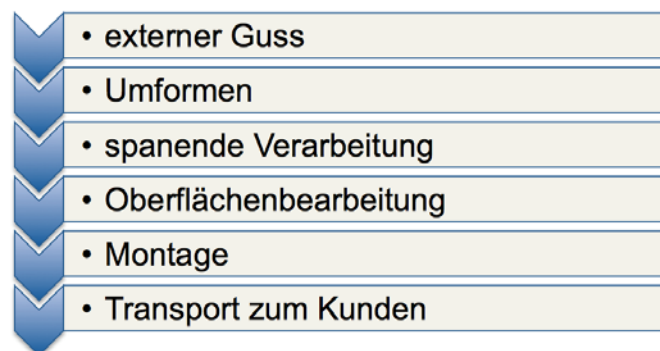 • externer Guss
• Umformen
• spanende Verarbeitung
• Oberflächenbearbeitung
• Montage
• Transport zum Kunden